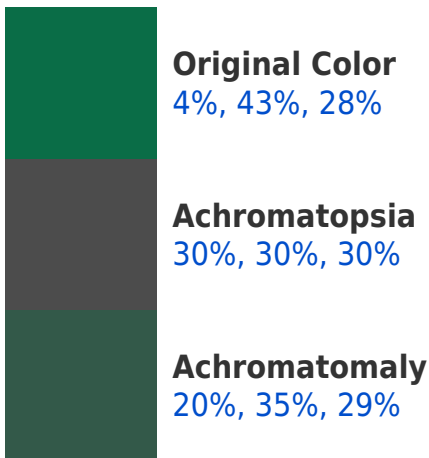 Original Color
4%, 43%, 28%
Achromatopsia
30%, 30%, 30%
Achromatomaly
20%, 35%, 29%